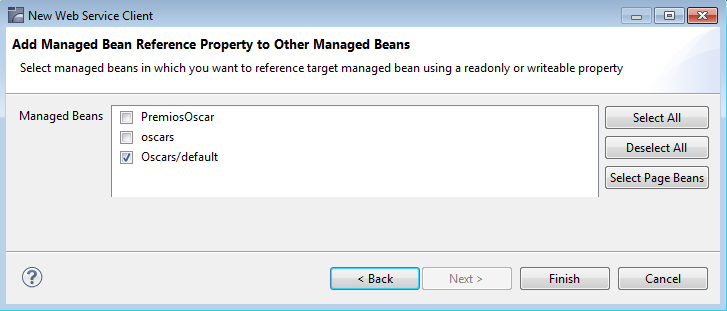 New Web Service Client
Add Managed Bean Reference Property to Other Managed Beans
Select managed beans in which you want to reference target managed bean using a readonly or writeable property
Managed Beans
PremiosOscar
oscars
Oscars/default
Select All
Deselect All
Select Page Beans
?
< Back
Next >
Finish
Cancel